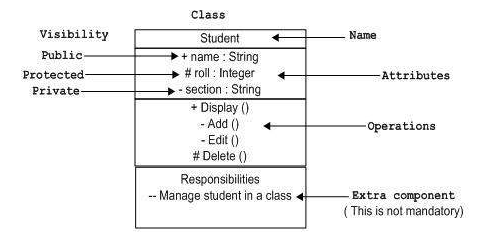 Class
Visibility
Student
Name
Public
+ name : String
Protected
# roll : Integer
Attributes
Private
- section : String
+ Display ()
- Add ()
Operations
- Edit ()
# Delete ()
Responsibilities
-- Manage student in a class
Extra component
( This is not mandatory)